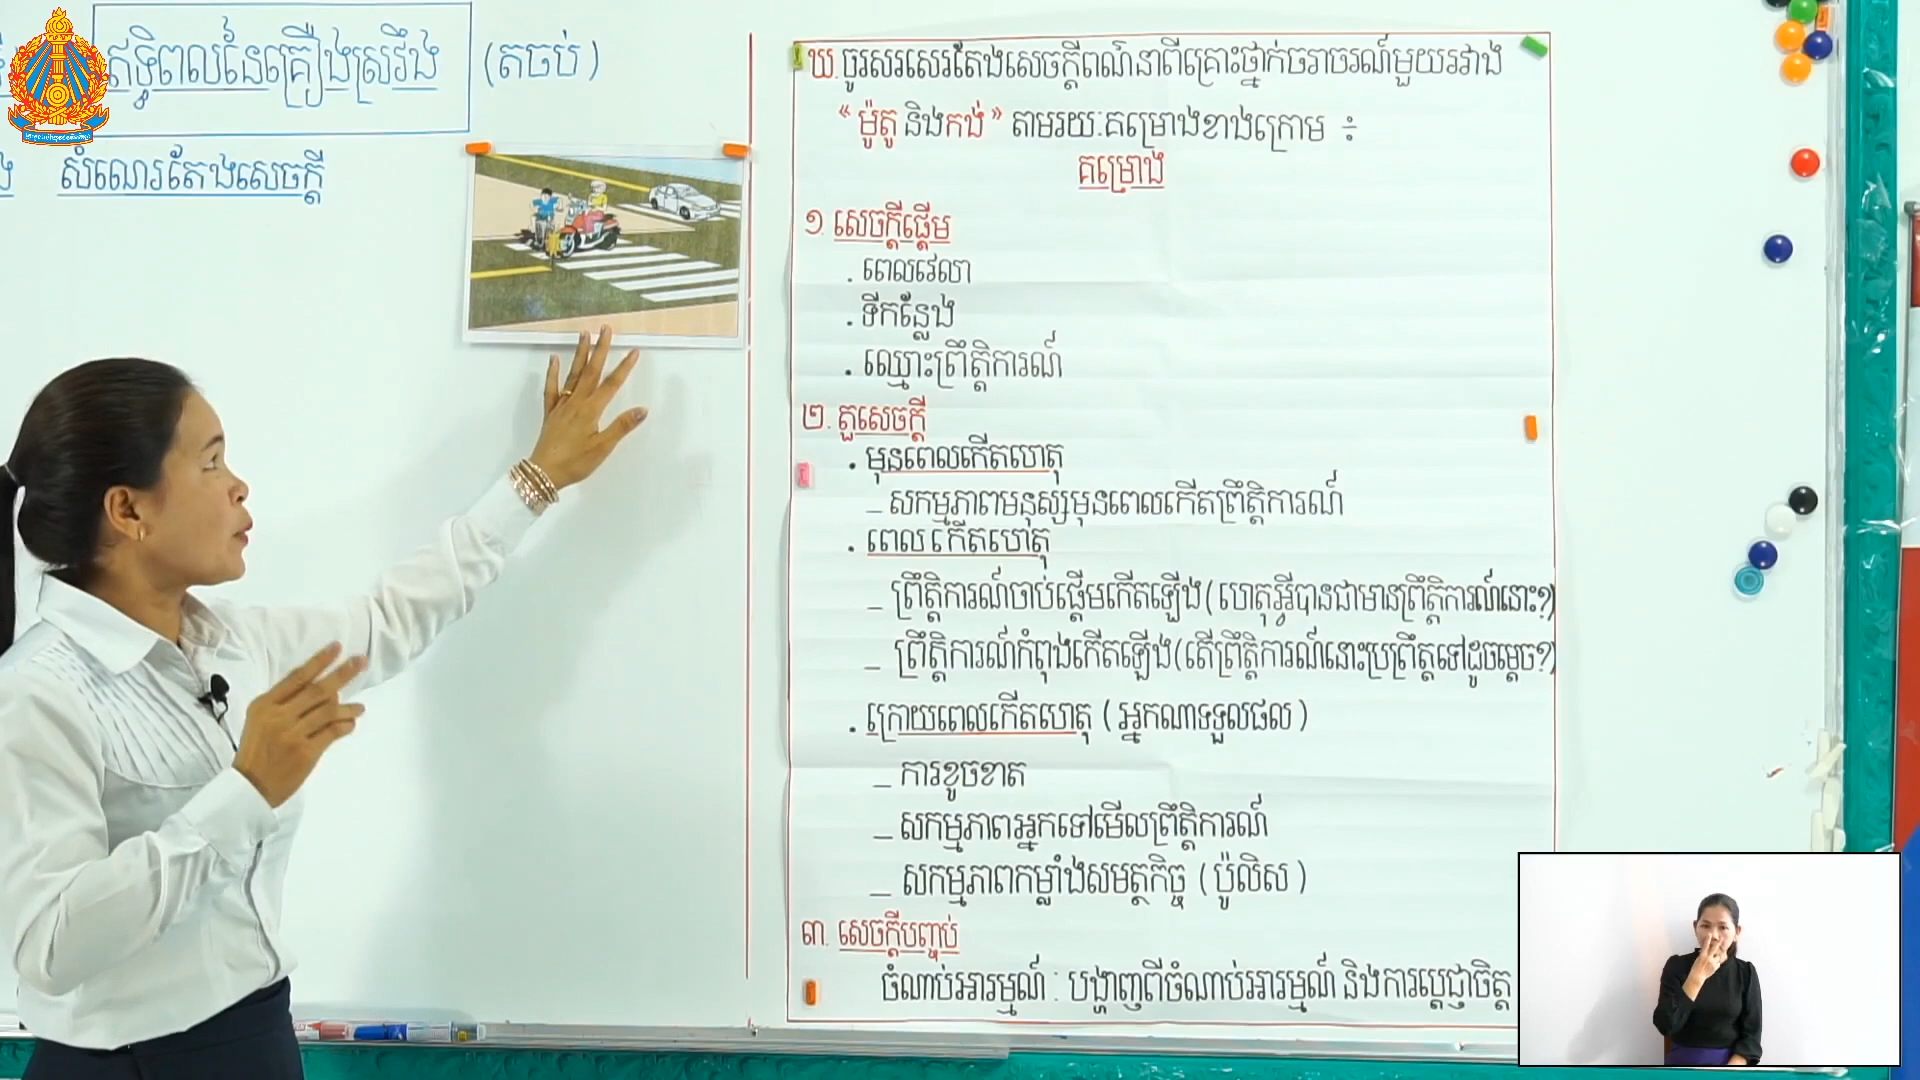 ឥទ្ធិពលនៃគ្រឿងស្រវឹង (តចប់)
សំណេរតែងសេចក្តី
ឃ.ចូរសរសេរតែងសេចក្តីពណ៌នាពីគ្រោះថ្នាក់ចរាចរណ៍មួយរវាង
“ម៉ូតូ និងកង់” តាមរយៈគម្រោងខាងក្រោម ÷
គម្រោង
១. សេចក្តីផ្តើម
. ពេលវេលា
. ទីកន្លែង
. ឈ្មោះព្រឹត្តិការណ៍
២. តួសេចក្តី
. មុនពេលកើតហេតុ
_ សកម្មភាពមនុស្សមុនពេលកើតព្រឹត្តិការណ៍
. ពេលកើតហេតុ
_ ព្រឹត្តិការណ៍ចាប់ផ្តើមកើតឡើង(ហេតុអ្វីបានជាមានព្រឹត្តិការណ៍នោះ?)
_ ព្រឹត្តិការណ៍កំពុងកើតឡើង(តើព្រឹត្តិការណ៍នោះប្រព្រឹត្តទៅដូចម្តេច?)
. ក្រោយពេលកើតហេតុ (អ្នកណាទទួលផល)
_ ការខូចខាត
_ សកម្មភាពអ្នកទៅមើលព្រឹត្តិការណ៍
_ សកម្មភាពកម្លាំងសមត្ថកិច្ច (ប៉ូលិស)
៣. សេចក្តីបញ្ចប់
ចំណាប់អារម្មណ៍ : បង្ហាញពីចំណាប់អារម្មណ៍ និងការប្តេជ្ញាចិត្ត